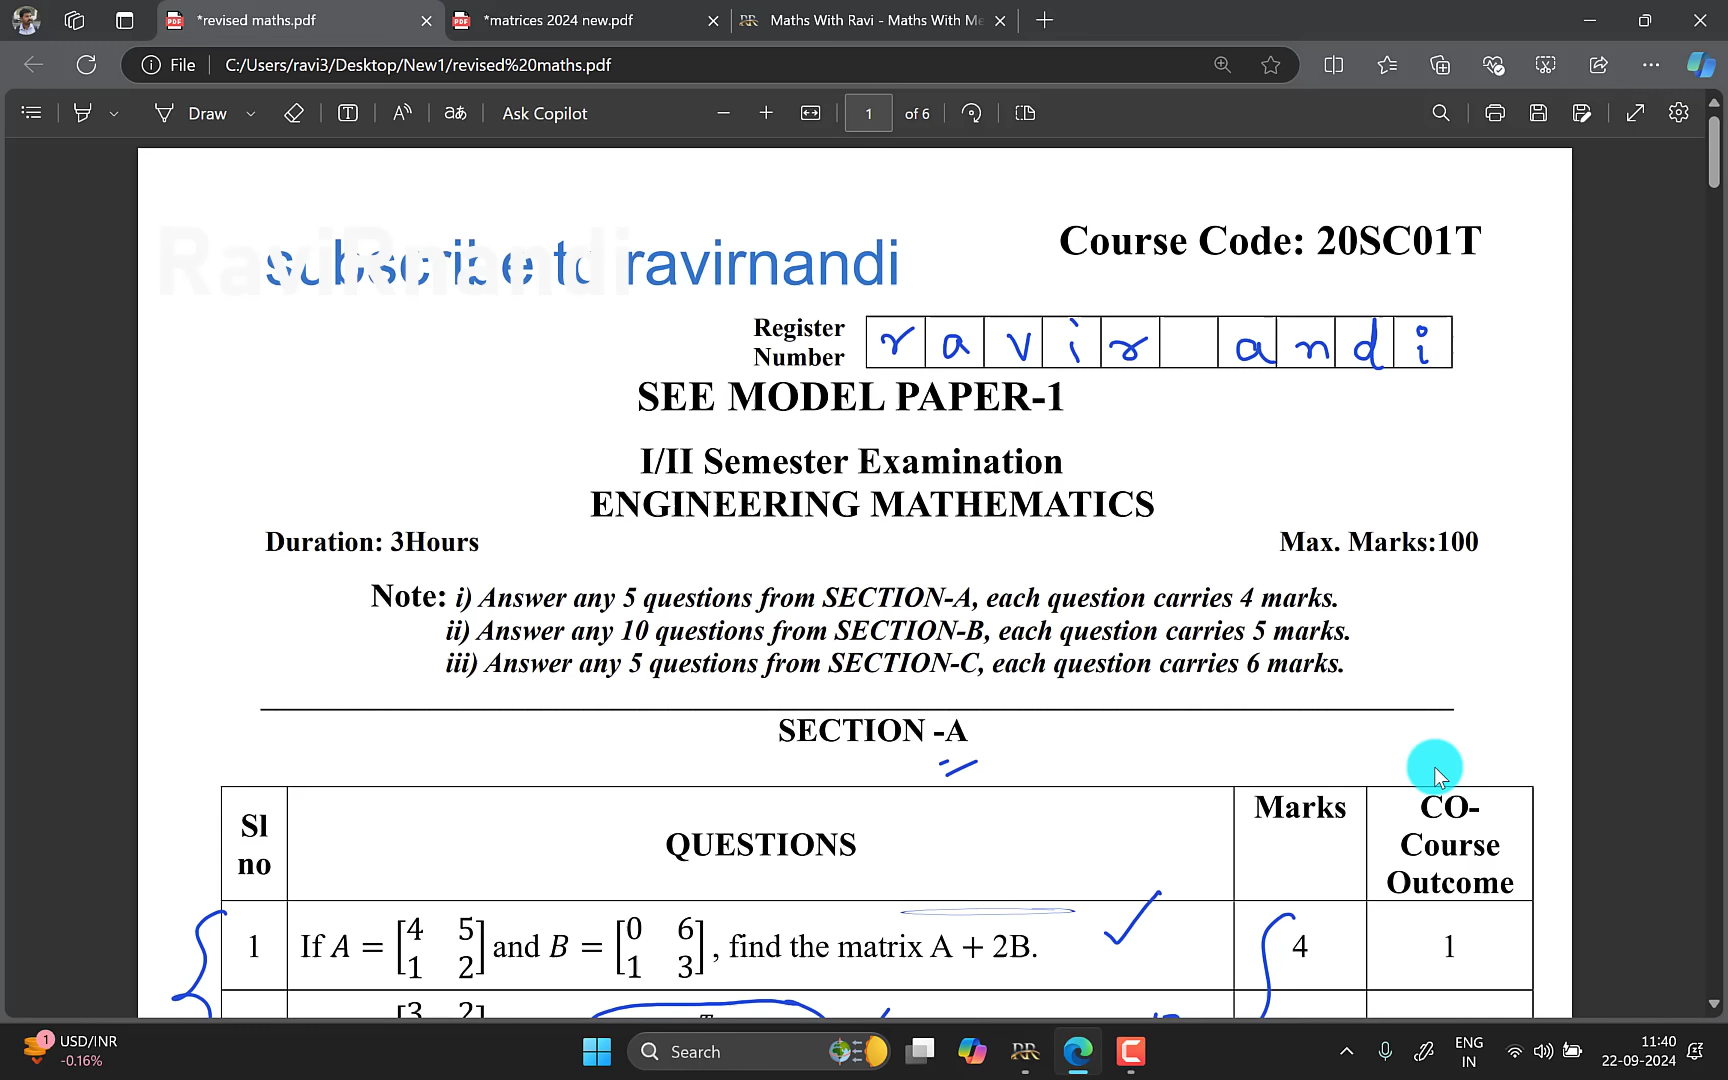 *revised maths.pdf
*matrices 2024 new.pdf
Maths With Ravi - Maths With Me
File
C:/Users/ravi3/Desktop/New1/revised%20maths.pdf
Draw
Ask Copilot
1 of 6
RaviRnandi
subscribe to ravirnandi
Course Code: 20SC01T
Register
Number
r a v i r a n d i
SEE MODEL PAPER-1
I/II Semester Examination
ENGINEERING MATHEMATICS
Duration: 3Hours Max. Marks:100
Note: i) Answer any 5 questions from SECTION-A, each question carries 4 marks.
ii) Answer any 10 questions from SECTION-B, each question carries 5 marks.
iii) Answer any 5 questions from SECTION-C, each question carries 6 marks.
SECTION -A
Sl no QUESTIONS Marks CO-Course Outcome
1 If A = [4 5 1 2] and B = [0 6 1 3], find the matrix A + 2B. 4 1
[3 2]
T
1 USD/INR
-0.16%
Search
ENG
IN
11:40
22-09-2024